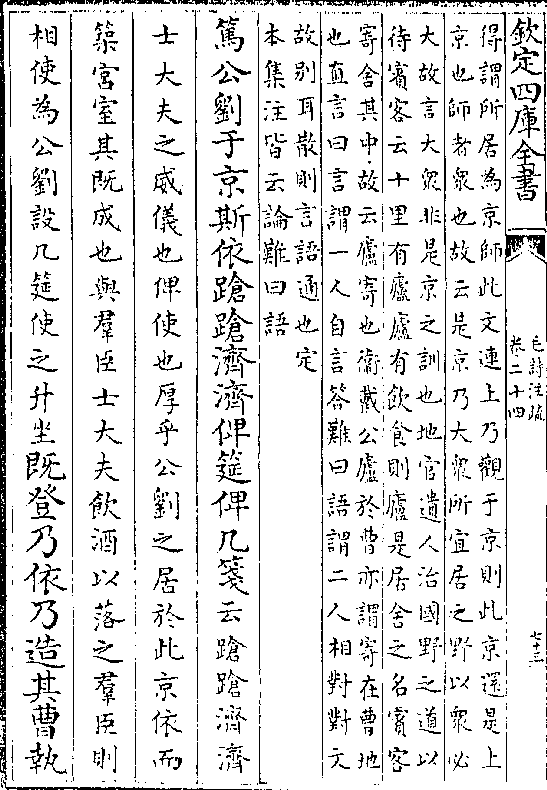 欽定四庫全書
毛詩注疏
卷二十四
七十三
得謂所居為京師此文連上乃觀于京則此京還是上
京也師者衆也故云是京乃大衆所宜居之野以衆必
大故言大衆非是京之訓也地官遺人治國野之道以
待賓客云十里有廬廬有飲食則廬是居舍之名賓客
寄舍其中故云廬寄也衞戴公廬於曹亦謂寄在曹地
也直言曰言謂一人自言答難曰語謂二人相對對文
故别耳散則言語通也定
本集注皆云論難曰語
篤公劉于京斯依蹌蹌濟濟俾筵俾几箋云蹌蹌濟濟
士大夫之威儀也俾使也厚乎公劉之居於此京依而
築宮室其既成也與羣臣士大夫飲酒以落之羣臣則
相使為公劉設几筵使之升坐既登乃依乃造其曹執